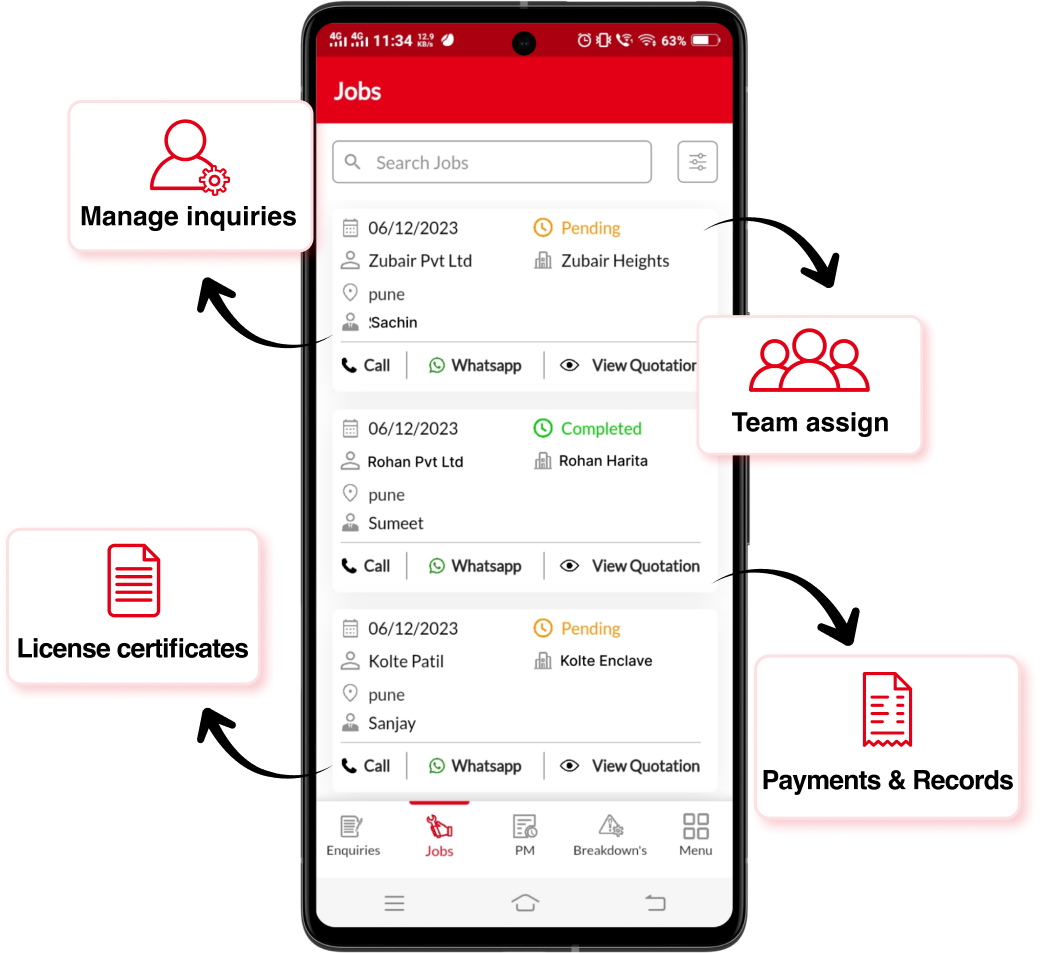 4G 4G 11:34 12.9 KB/s 63%
Jobs
Search Jobs
Manage inquiries
06/12/2023 Pending
Zubair Pvt Ltd Zubair Heights
pune
Sachin
Call Whatsapp View Quotation
Team assign
06/12/2023 Completed
Rohan Pvt Ltd Rohan Harita
pune
Sumeet
Call Whatsapp View Quotation
License certificates
06/12/2023 Pending
Kolte Patil Kolte Enclave
pune
Sanjay
Call Whatsapp View Quotation
Payments & Records
Enquiries Jobs PM Breakdown's Menu